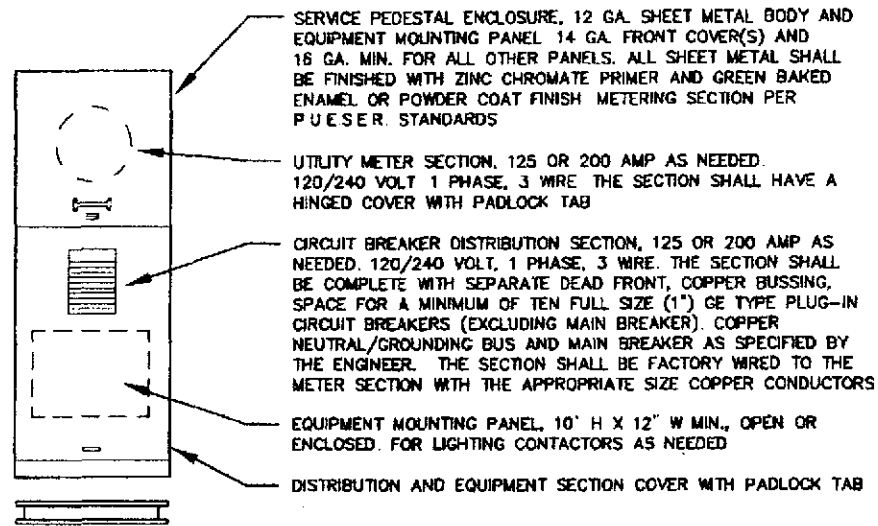 SERVICE PEDESTAL ENCLOSURE, 12 GA. SHEET METAL BODY AND
EQUIPMENT MOUNTING PANEL 14 GA. FRONT COVER(S) AND
16 GA. MIN. FOR ALL OTHER PANELS. ALL SHEET METAL SHALL
BE FINISHED WITH ZINC CHROMATE PRIMER AND GREEN BAKED
ENAMEL OR POWDER COAT FINISH METERING SECTION PER
P U E S E R. STANDARDS
UTILITY METER SECTION, 125 OR 200 AMP AS NEEDED.
120/240 VOLT 1 PHASE, 3 WIRE THE SECTION SHALL HAVE A
HINGED COVER WITH PADLOCK TAB
CIRCUIT BREAKER DISTRIBUTION SECTION, 125 OR 200 AMP AS
NEEDED. 120/240 VOLT, 1 PHASE, 3 WIRE. THE SECTION SHALL
BE COMPLETE WITH SEPARATE DEAD FRONT, COPPER BUSSING,
SPACE FOR A MINIMUM OF TEN FULL SIZE (1") GE TYPE PLUG-IN
CIRCUIT BREAKERS (EXCLUDING MAIN BREAKER). COPPER
NEUTRAL/GROUNDING BUS AND MAIN BREAKER AS SPECIFIED BY
THE ENGINEER. THE SECTION SHALL BE FACTORY WIRED TO THE
METER SECTION WITH THE APPROPRIATE SIZE COPPER CONDUCTORS
EQUIPMENT MOUNTING PANEL, 10' H X 12" W MIN., OPEN OR
ENCLOSED. FOR LIGHTING CONTACTORS AS NEEDED
DISTRIBUTION AND EQUIPMENT SECTION COVER WITH PADLOCK TAB